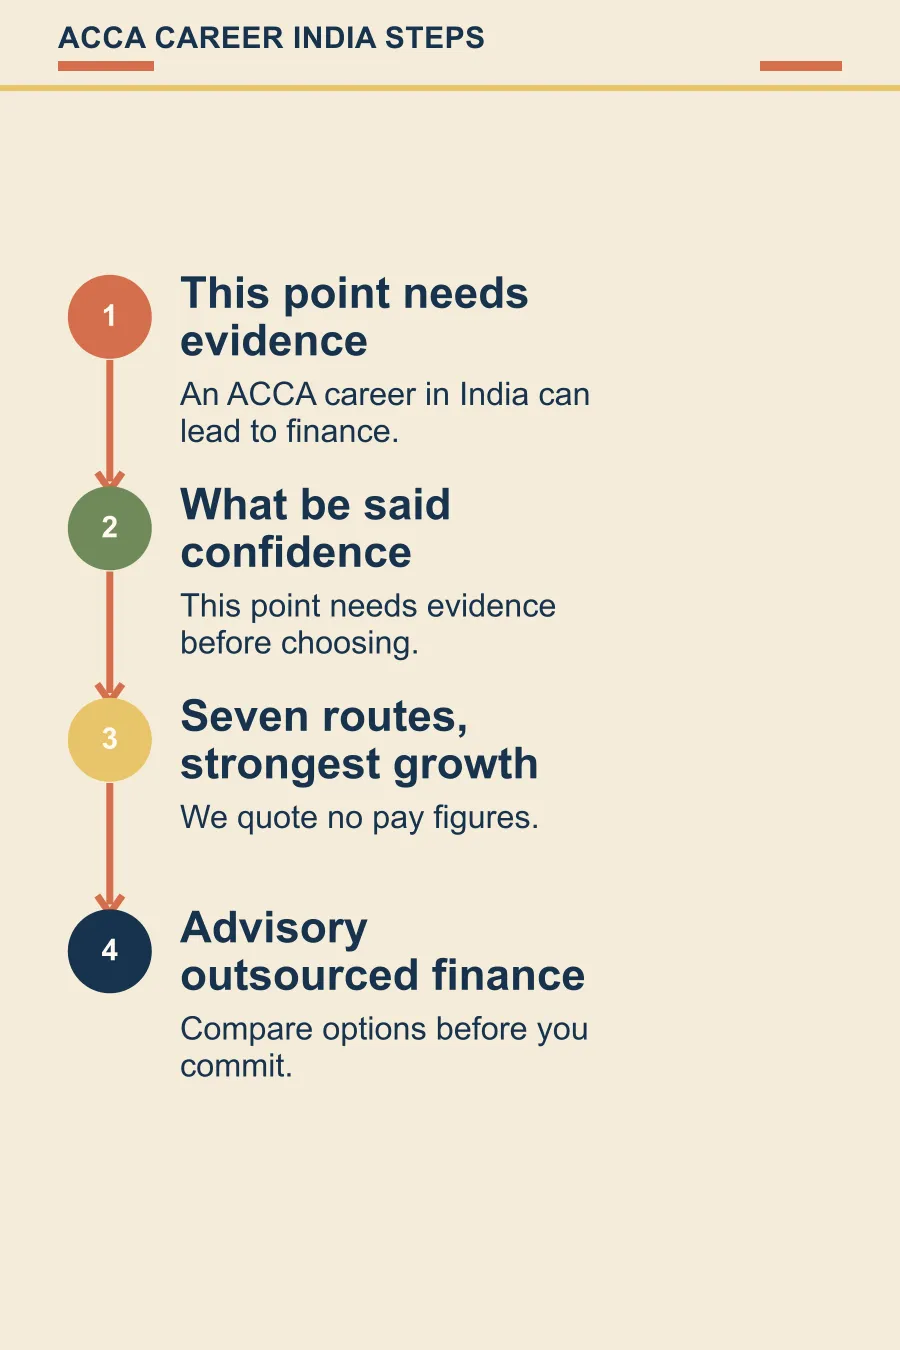 ACCA CAREER INDIA STEPS
1
This point needs
evidence
An ACCA career in India can
lead to finance.
2
What be said
confidence
This point needs evidence
before choosing.
3
Seven routes,
strongest growth
We quote no pay figures.
4
Advisory
outsourced finance
Compare options before you
commit.